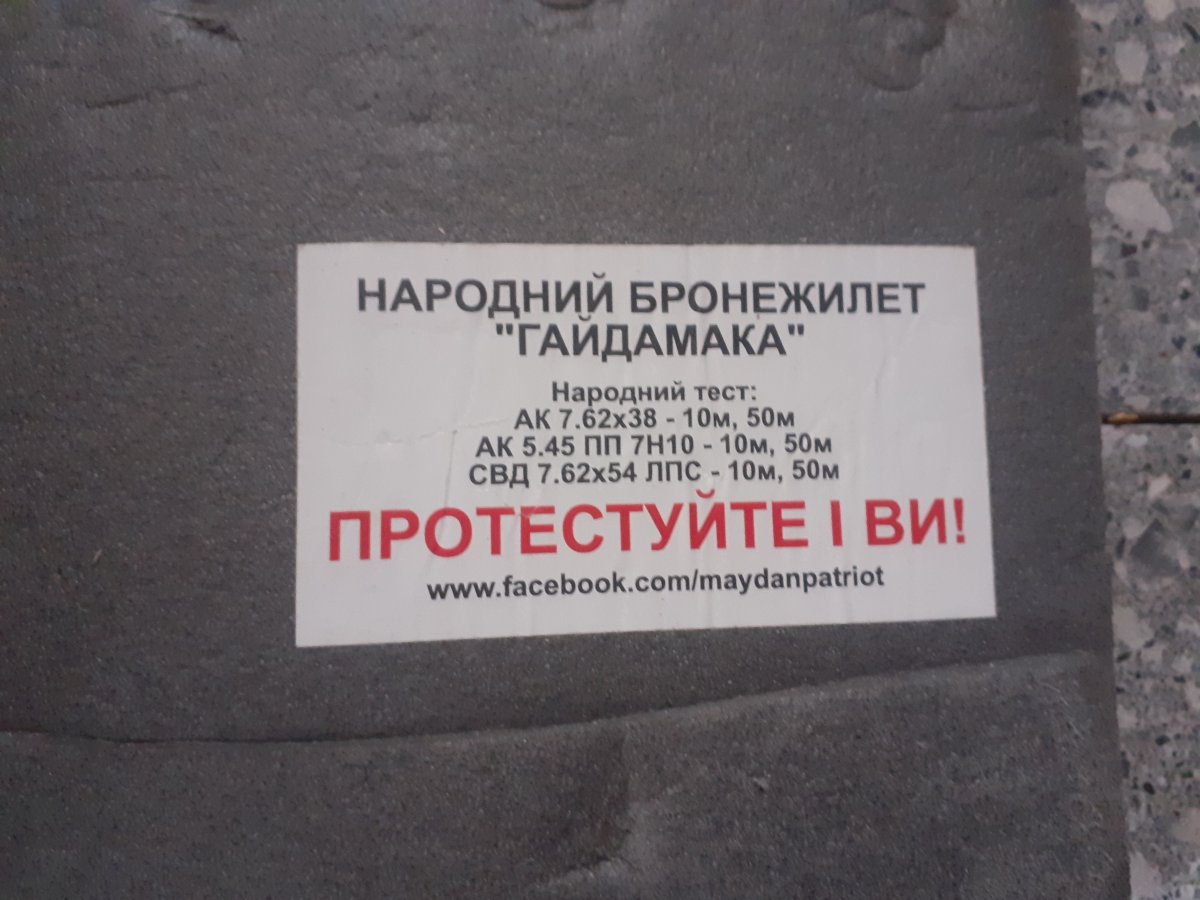 НАРОДНИЙ БРОНЕЖИЛЕТ
"ГАЙДАМАКА"
Народний тест:
АК 7.62х38 - 10м, 50м
АК 5.45 ПП 7Н10 - 10м, 50м
СВД 7.62х54 ЛПС - 10м, 50м
ПРОТЕСТУЙТЕ І ВИ!
www.facebook.com/maydanpatriot